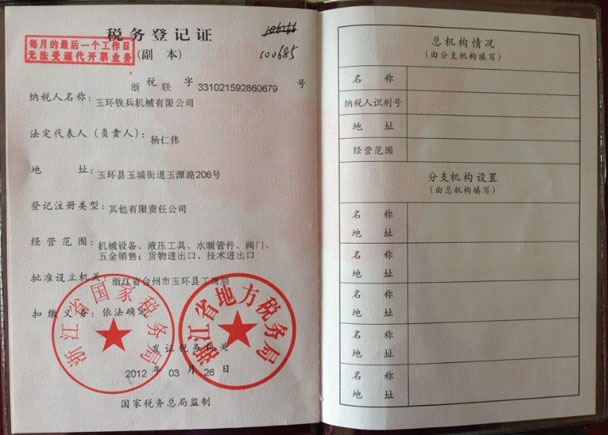 税务登记证
(副 本)
每月的最后一个工作日
无法受理代开票业务
100685
浙 税 联 字 331021592860679 号
纳税人名称: 玉环铁兵机械有限公司
法定代表人(负责人): 杨仁伟
地 址: 玉环县玉城街道玉潭路206号
登记注册类型: 其他有限责任公司
经营范围: 机械设备、液压工具、水暖管件、阀门、
五金销售; 货物进出口、技术进出口
批准设立机关: 浙江省台州市玉环县工商局
扣缴义务: 依法确定
浙江省国家税务局
浙江省地方税务局
发证税务机关
2012 年 03 月 26 日
国家税务总局监制
总机构情况
(由分支机构填写)
名 称
纳税人识别号
地 址
经营范围
分支机构设置
(由总机构填写)
名 称
地 址
名 称
地 址
名 称
地 址
名 称
地 址
名 称
地 址